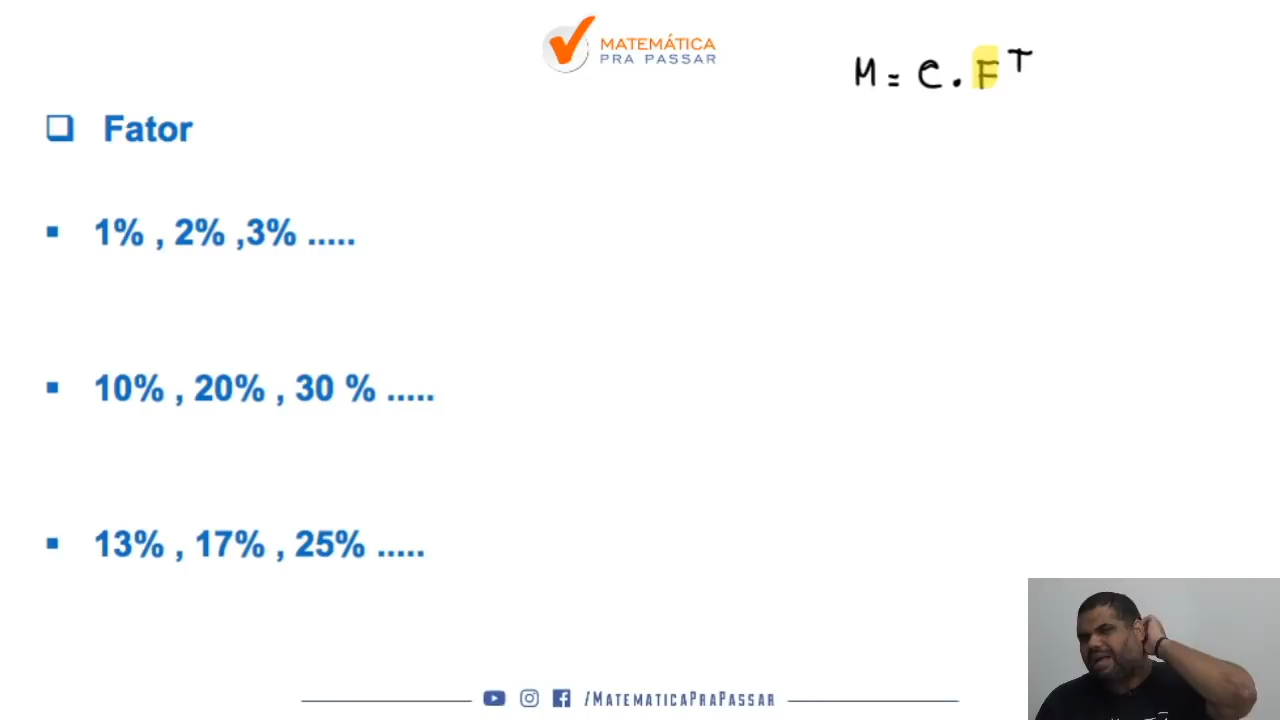 MATEMÁTICA
PRA PASSAR
M = C . F^T
❑ Fator
▪ 1% , 2% ,3% .....
▪ 10% , 20% , 30 % .....
▪ 13% , 17% , 25% .....
/MATEMATICAPRAPASSAR